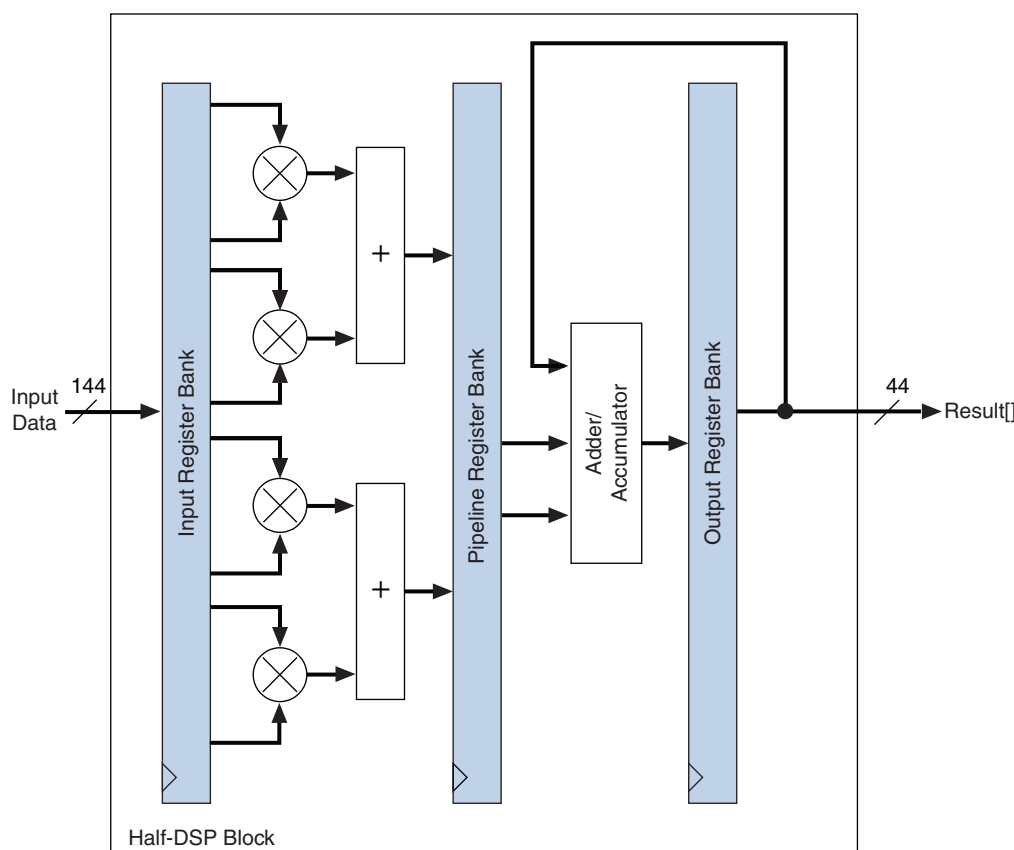 Input
Data
144
Input Register Bank
+
+
Pipeline Register Bank
Adder/
Accumulator
Output Register Bank
44
Result[]
Half-DSP Block